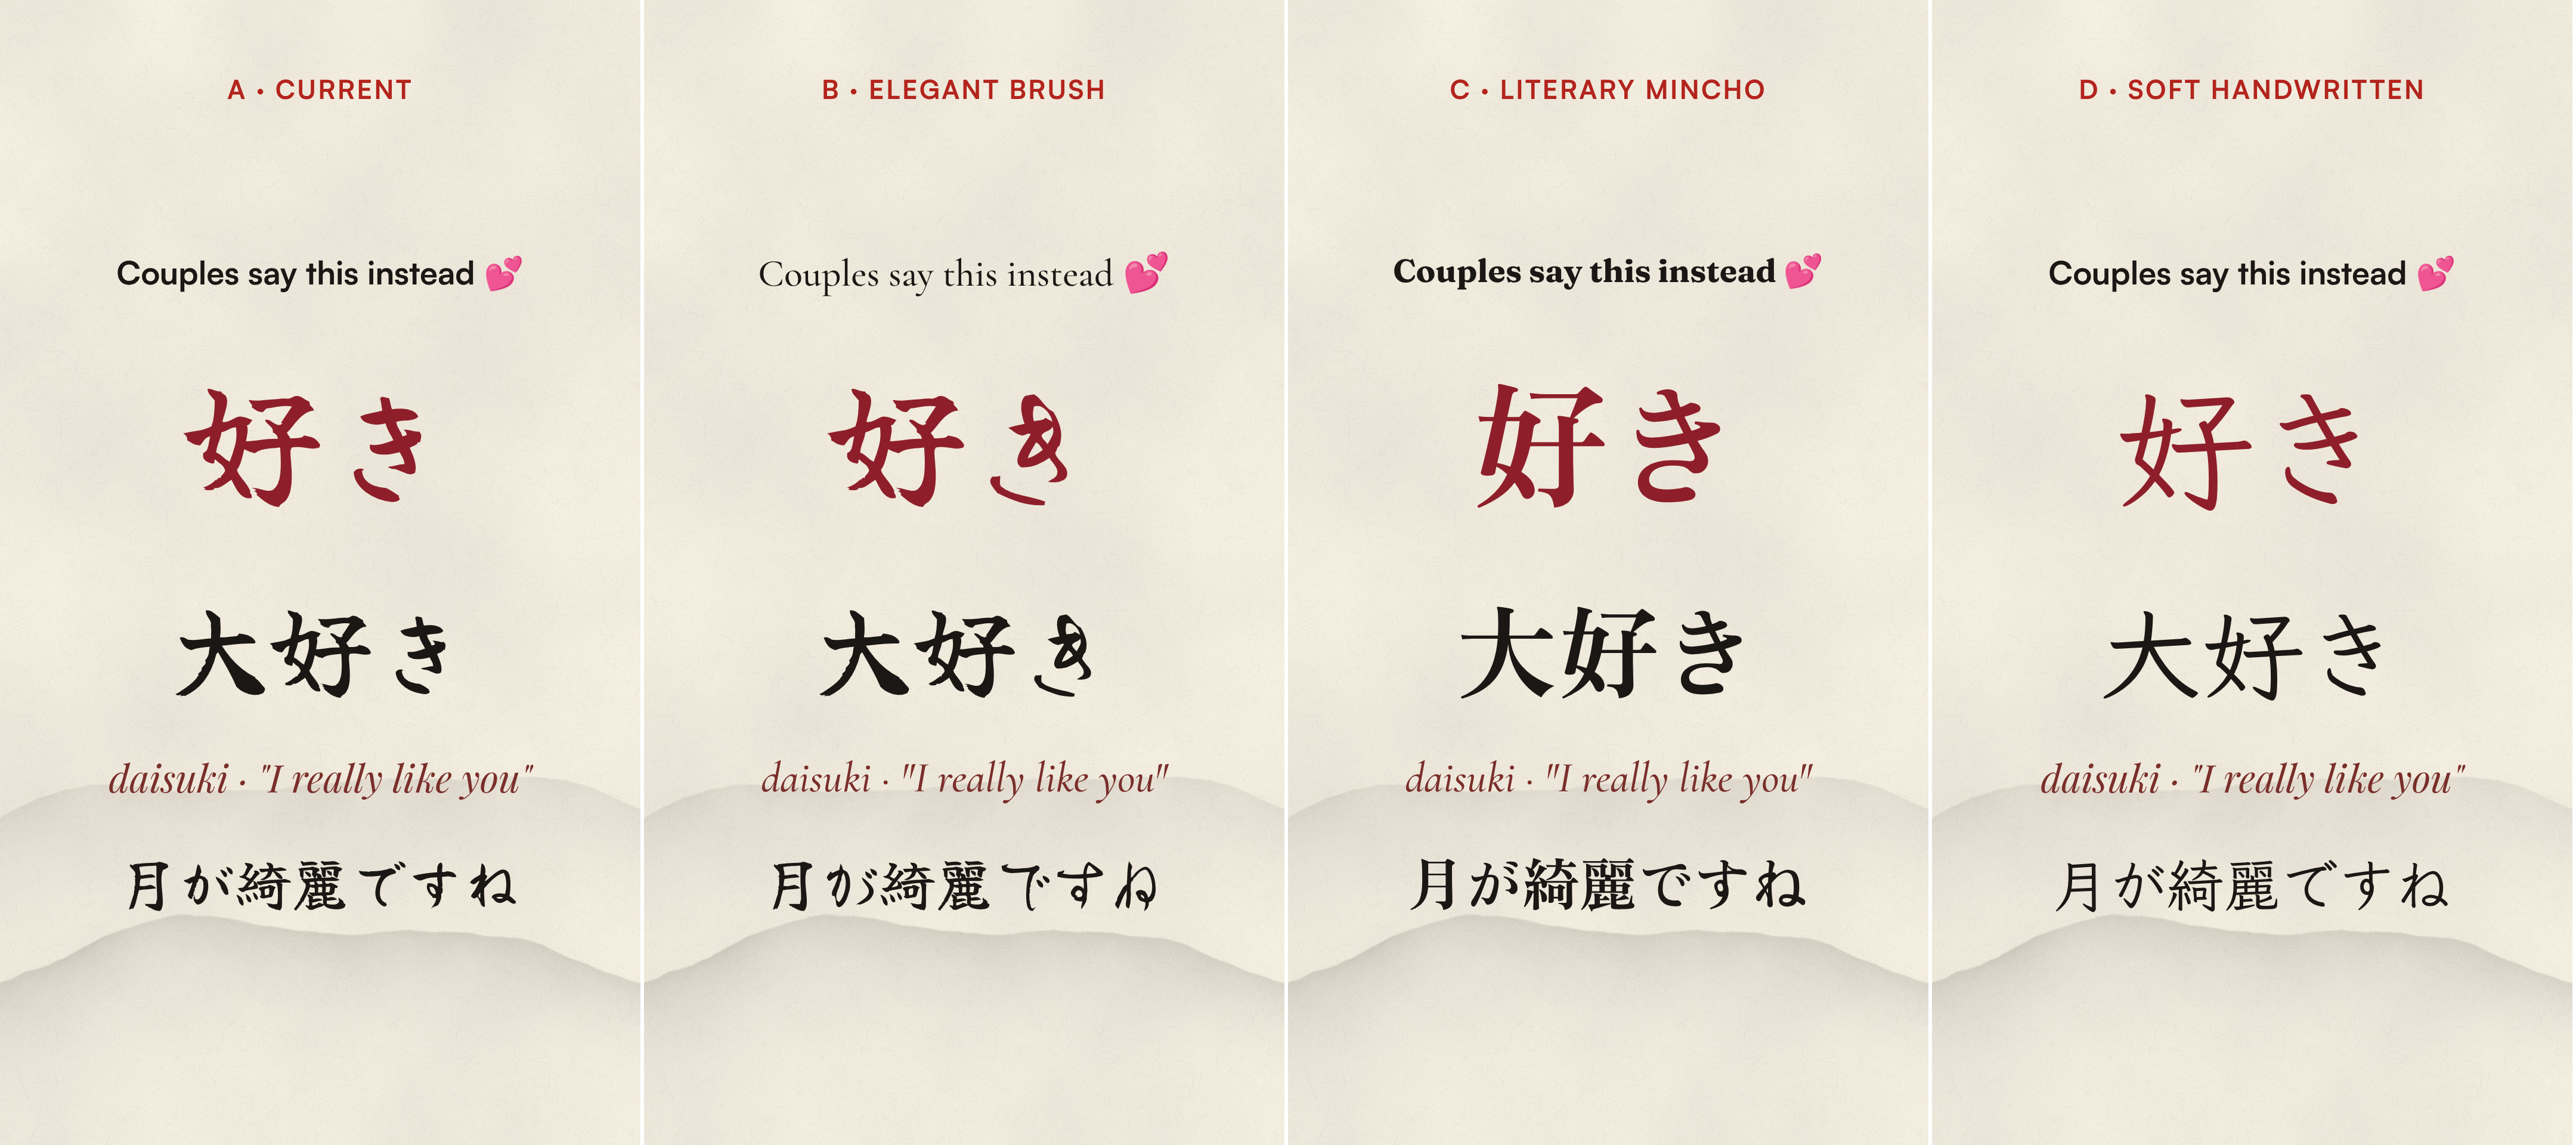 A • CURRENT
Couples say this instead 💕
好き
大好き
daisuki · "I really like you"
月が綺麗ですね
B • ELEGANT BRUSH
Couples say this instead 💕
好き
大好き
daisuki · "I really like you"
月が綺麗ですね
C • LITERARY MINCHO
Couples say this instead 💕
好き
大好き
daisuki · "I really like you"
月が綺麗ですね
D • SOFT HANDWRITTEN
Couples say this instead 💕
好き
大好き
daisuki · "I really like you"
月が綺麗ですね